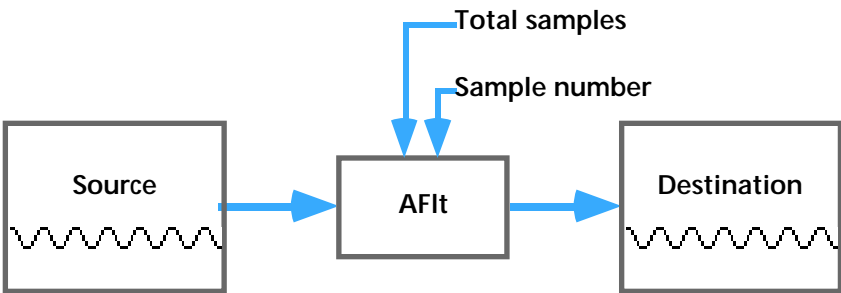 Total samples
Sample number
Source
AFlt
Destination